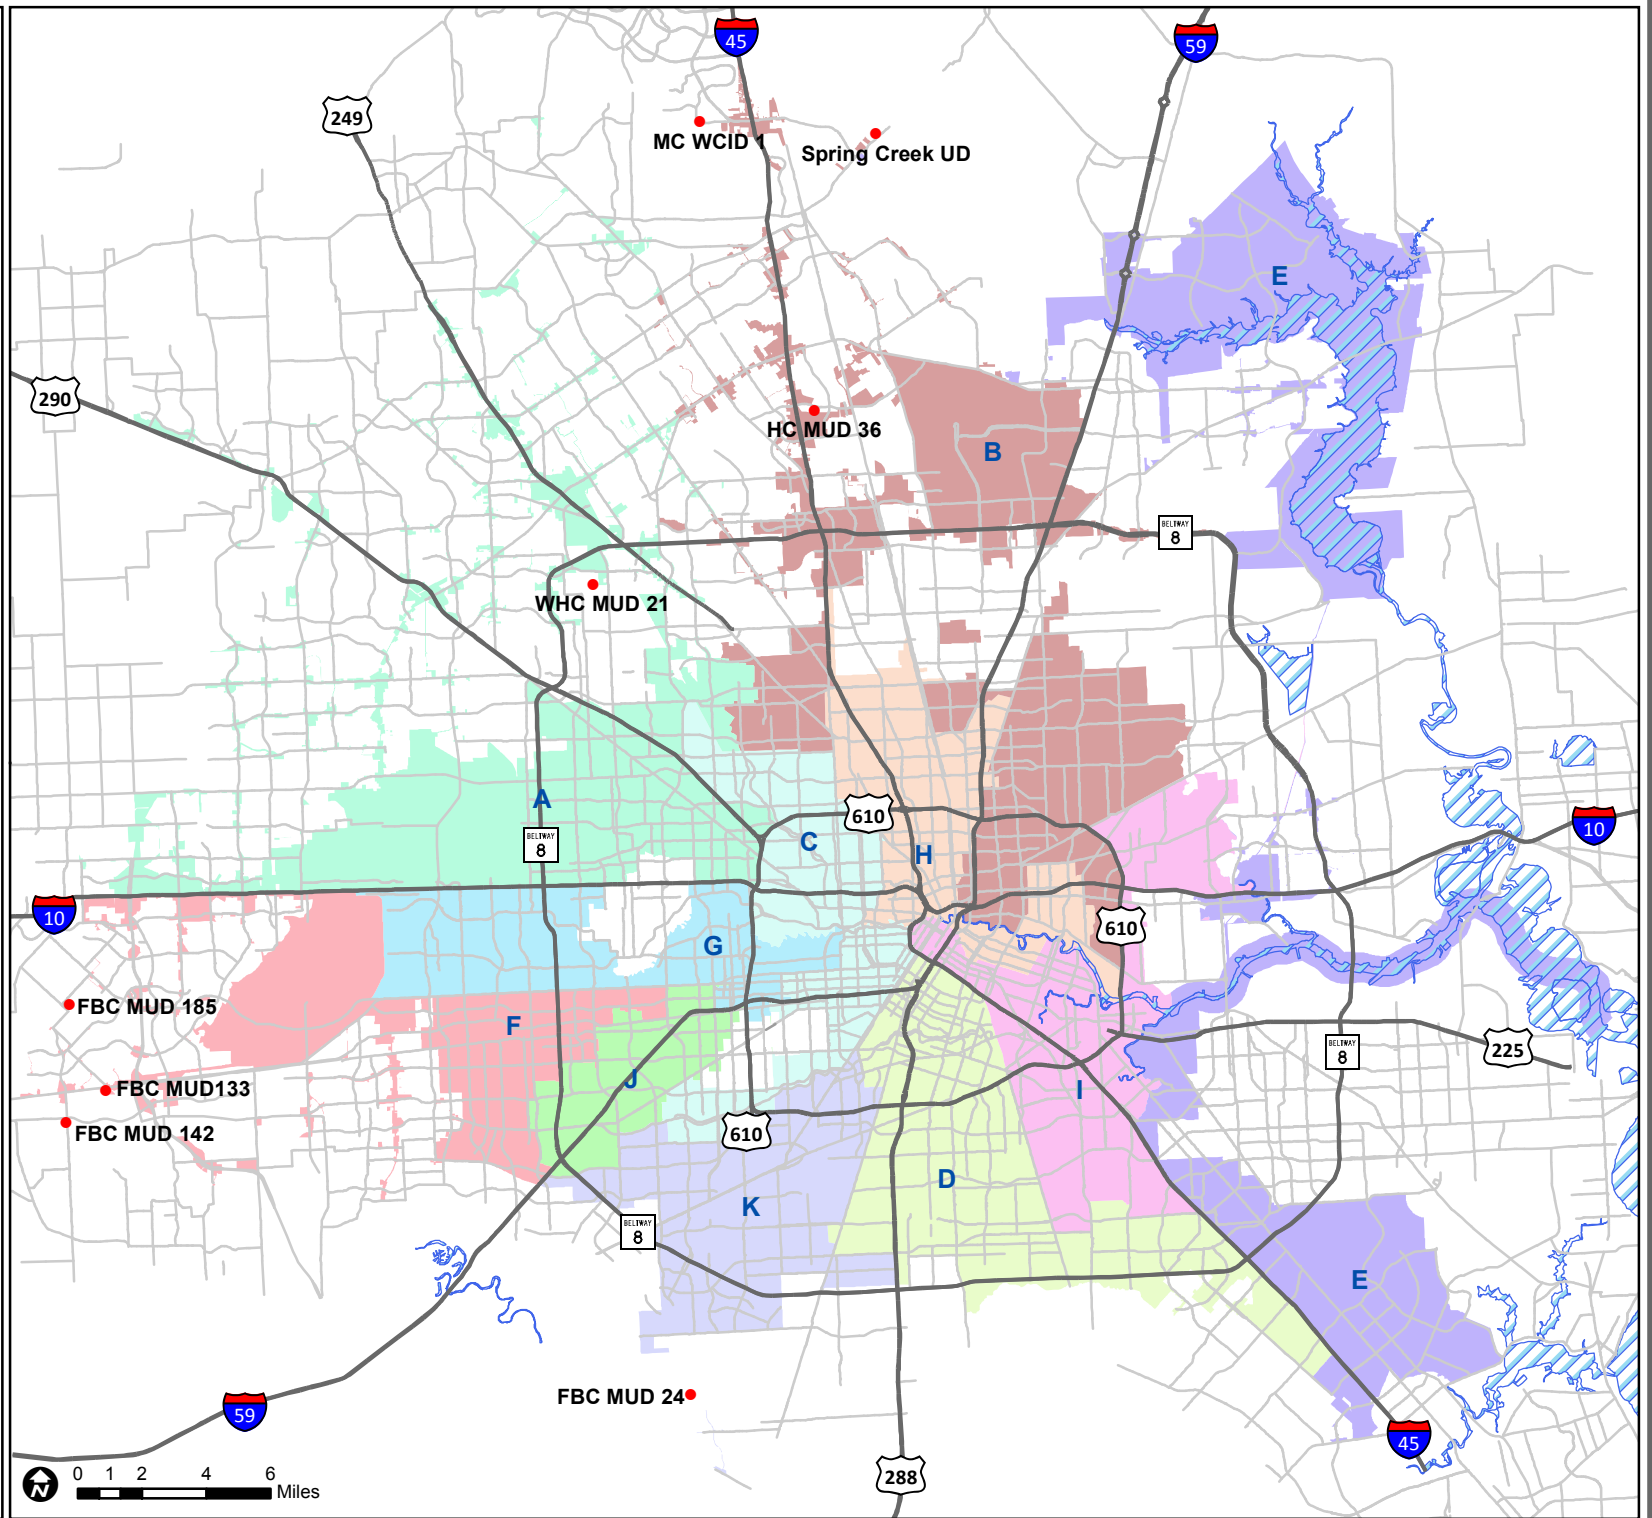 45
59
249
MC WCID 1
Spring Creek UD
E
290
HC MUD 36
B
BELTWAY
8
WHC MUD 21
A
610
C
H
BELTWAY
8
10
10
610
G
FBC MUD 185
F
225
BELTWAY
8
J
FBC MUD133
I
FBC MUD 142
610
D
K
BELTWAY
8
E
FBC MUD 24
59
45
288
N
0 1 2 4 6
Miles